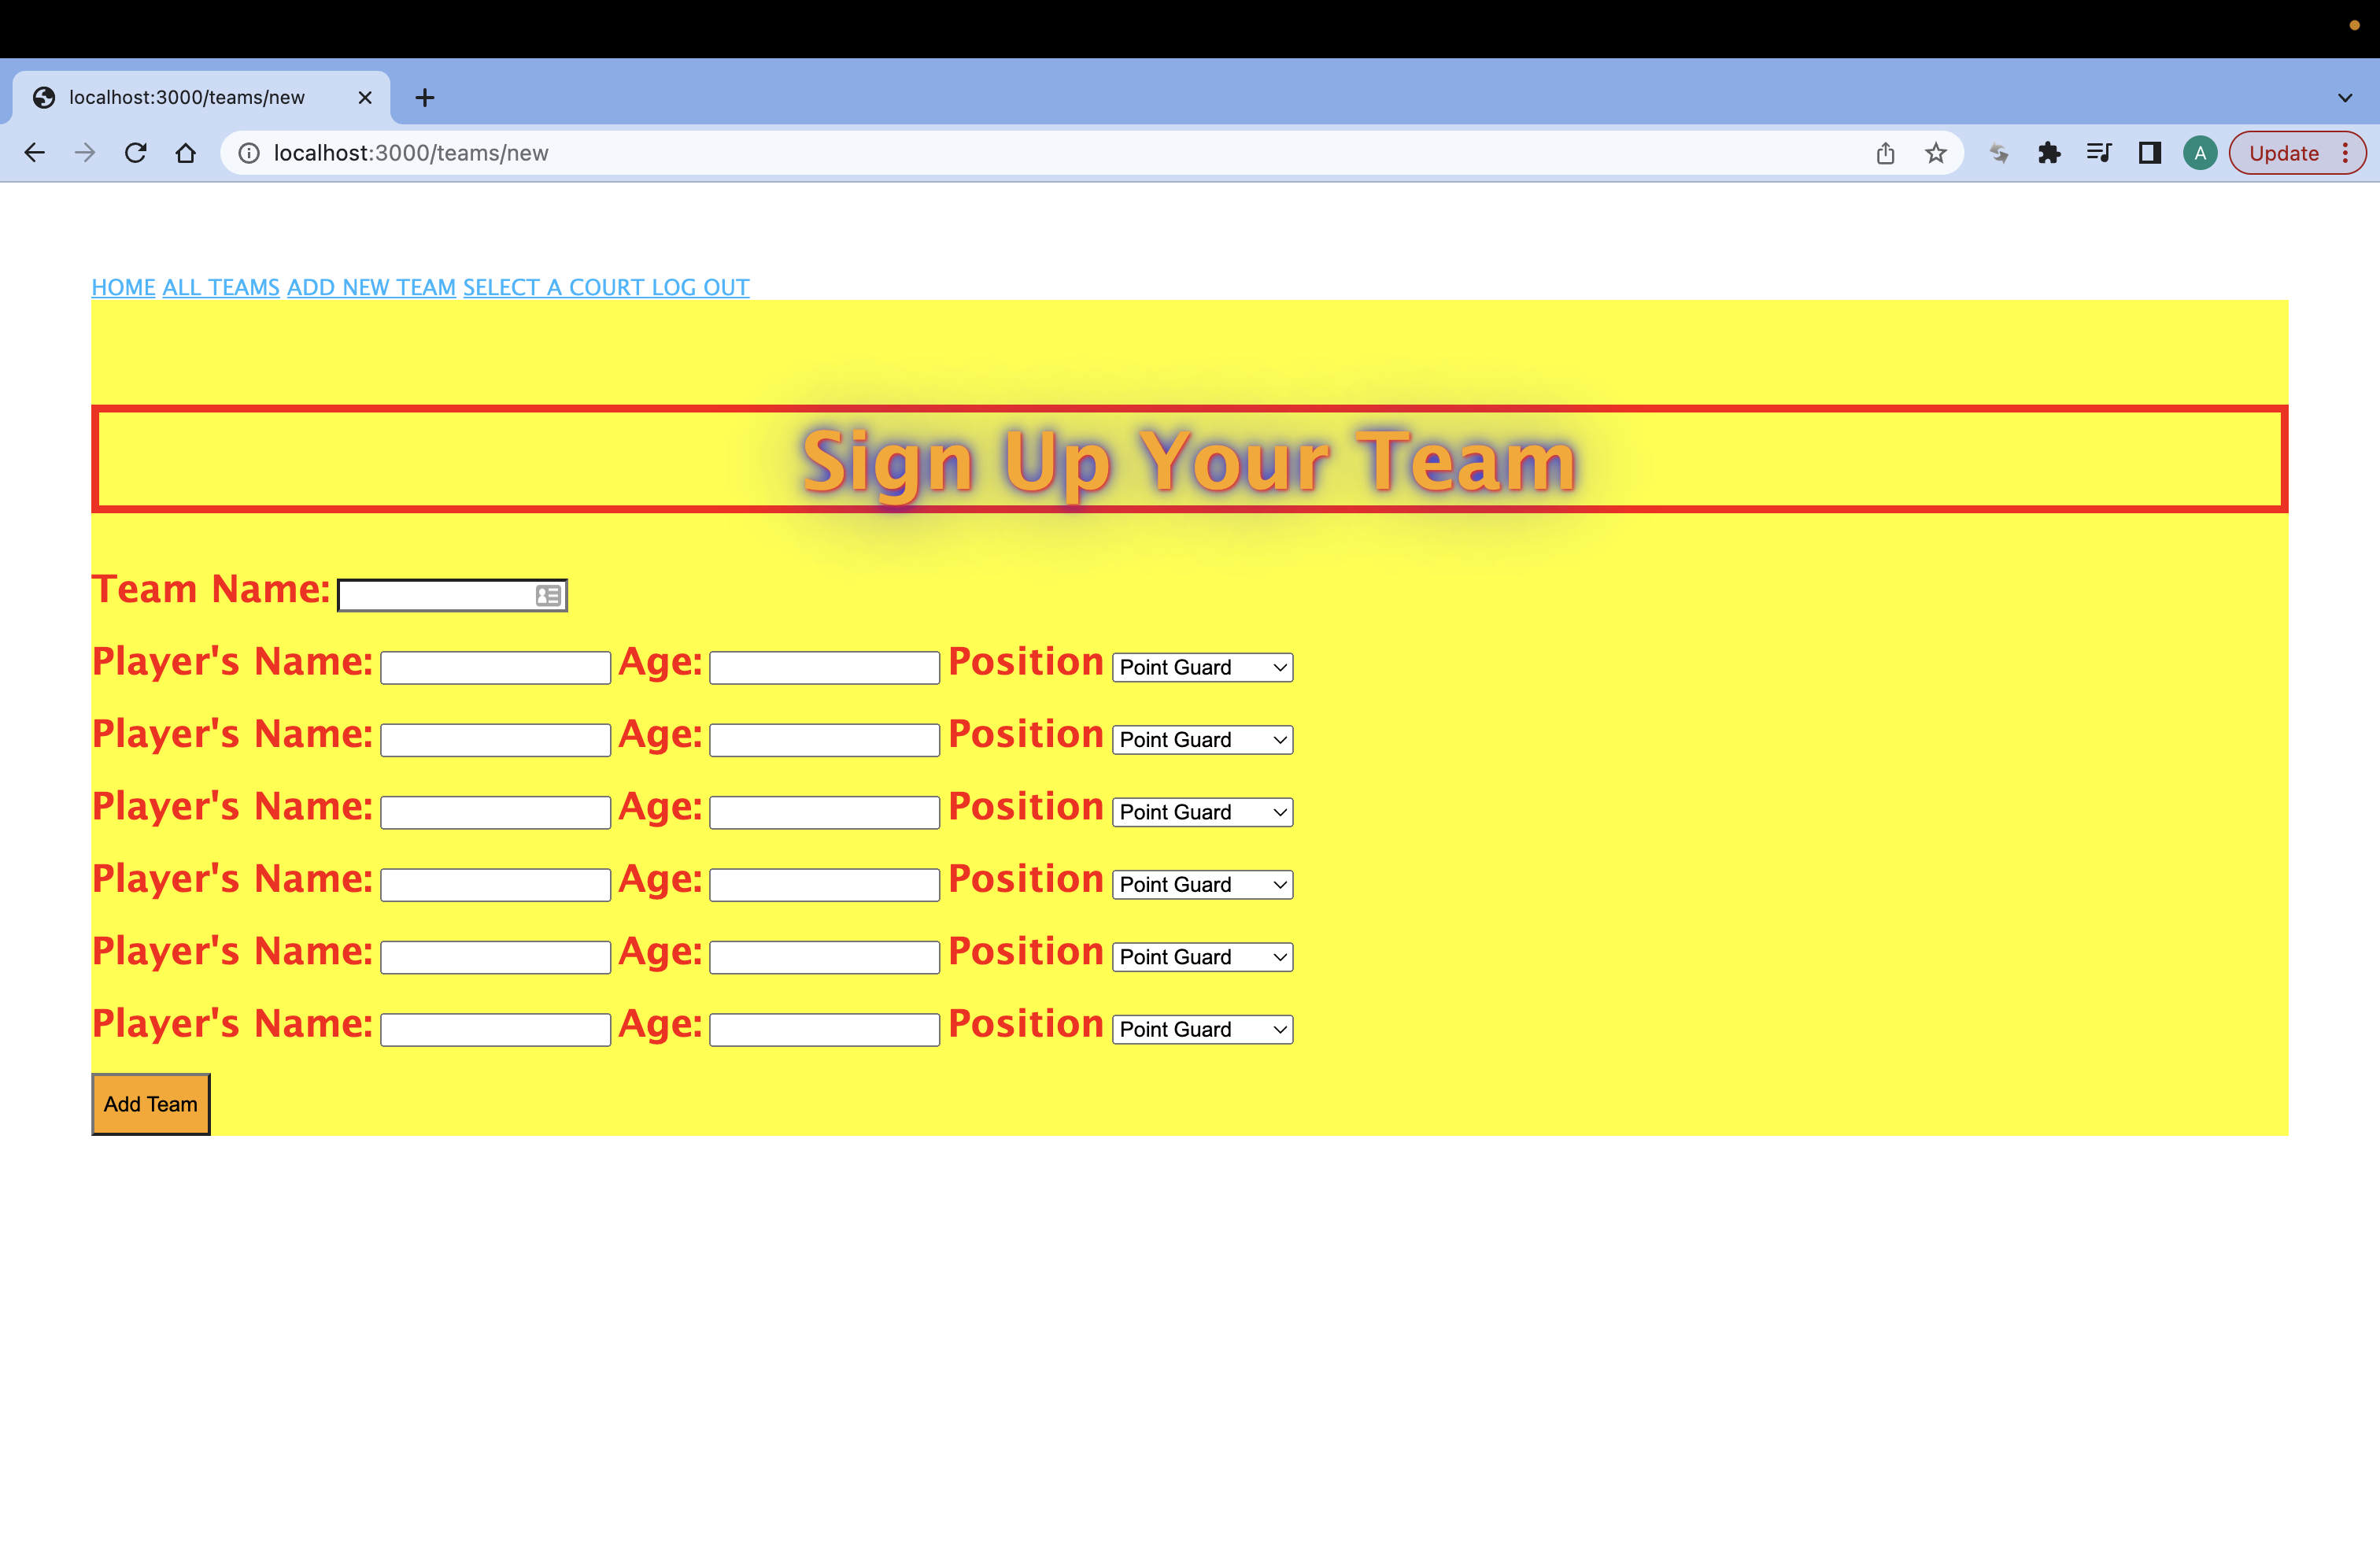 localhost:3000/teams/new
localhost:3000/teams/new
A
Update
HOME ALL TEAMS ADD NEW TEAM SELECT A COURT LOG OUT
Sign Up Your Team
Team Name:
Player's Name: Age: Position Point Guard
Player's Name: Age: Position Point Guard
Player's Name: Age: Position Point Guard
Player's Name: Age: Position Point Guard
Player's Name: Age: Position Point Guard
Player's Name: Age: Position Point Guard
Add Team